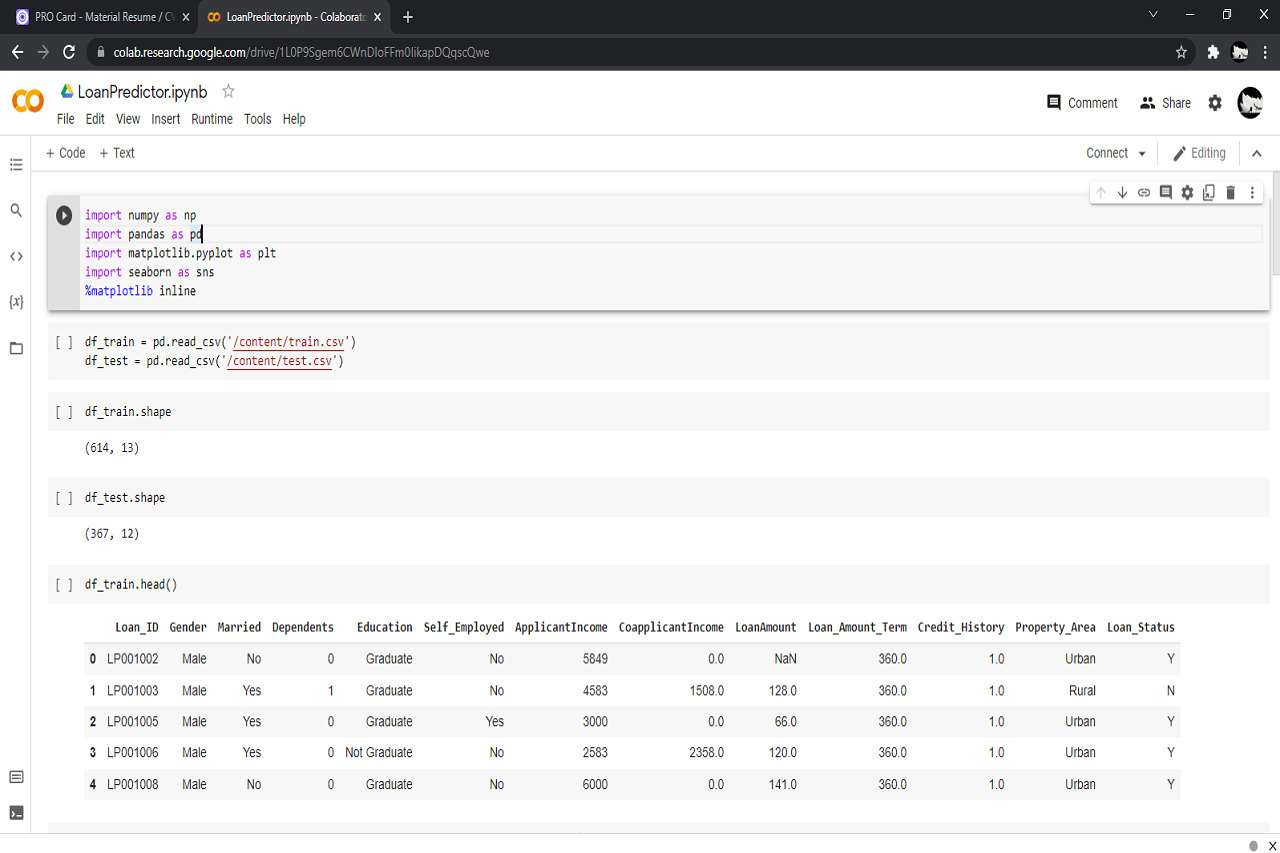 PRO Card - Material Resume / CV
LoanPredictor.ipynb - Colaborato
colab.research.google.com/drive/1L0P9Sgem6CWnDIoFFm0IikapDQqscQwe
LoanPredictor.ipynb
Comment
Share
File Edit View Insert Runtime Tools Help
+ Code + Text
Connect
Editing
import numpy as np
import pandas as pd
import matplotlib.pyplot as plt
import seaborn as sns
%matplotlib inline
[ ] df_train = pd.read_csv('/content/train.csv')
df_test = pd.read_csv('/content/test.csv')
[ ] df_train.shape
(614, 13)
[ ] df_test.shape
(367, 12)
[ ] df_train.head()
Loan_ID Gender Married Dependents Education Self_Employed ApplicantIncome CoapplicantIncome LoanAmount Loan_Amount_Term Credit_History Property_Area Loan_Status
0 LP001002 Male No 0 Graduate No 5849 0.0 NaN 360.0 1.0 Urban Y
1 LP001003 Male Yes 1 Graduate No 4583 1508.0 128.0 360.0 1.0 Rural N
2 LP001005 Male Yes 0 Graduate Yes 3000 0.0 66.0 360.0 1.0 Urban Y
3 LP001006 Male Yes 0 Not Graduate No 2583 2358.0 120.0 360.0 1.0 Urban Y
4 LP001008 Male No 0 Graduate No 6000 0.0 141.0 360.0 1.0 Urban Y